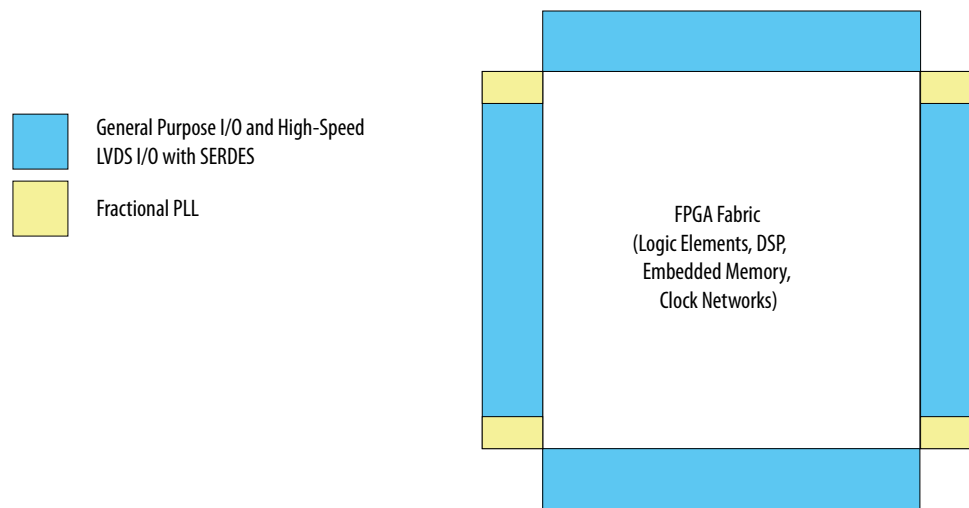 General Purpose I/O and High-Speed
LVDS I/O with SERDES
Fractional PLL
FPGA Fabric
(Logic Elements, DSP,
Embedded Memory,
Clock Networks)